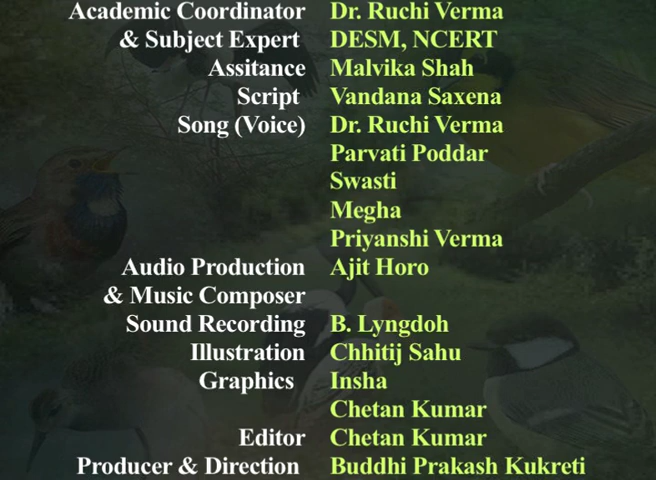 Academic Coordinator Dr. Ruchi Verma
& Subject Expert DESM, NCERT
Assitance Malvika Shah
Script Vandana Saxena
Song (Voice) Dr. Ruchi Verma
Parvati Poddar
Swasti
Megha
Priyanshi Verma
Audio Production Ajit Horo
& Music Composer
Sound Recording B. Lyngdoh
Illustration Chhitij Sahu
Graphics Insha
Chetan Kumar
Editor Chetan Kumar
Producer & Direction Buddhi Prakash Kukreti